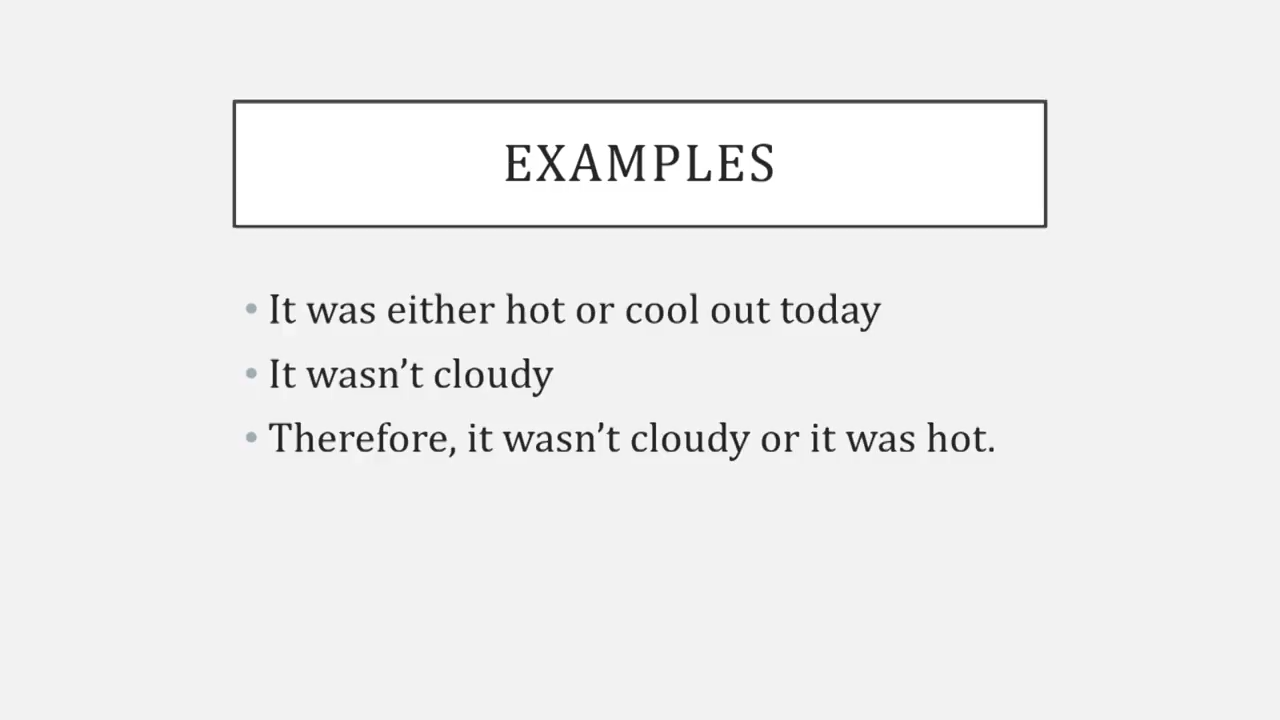 EXAMPLES
• It was either hot or cool out today
• It wasn’t cloudy
• Therefore, it wasn’t cloudy or it was hot.